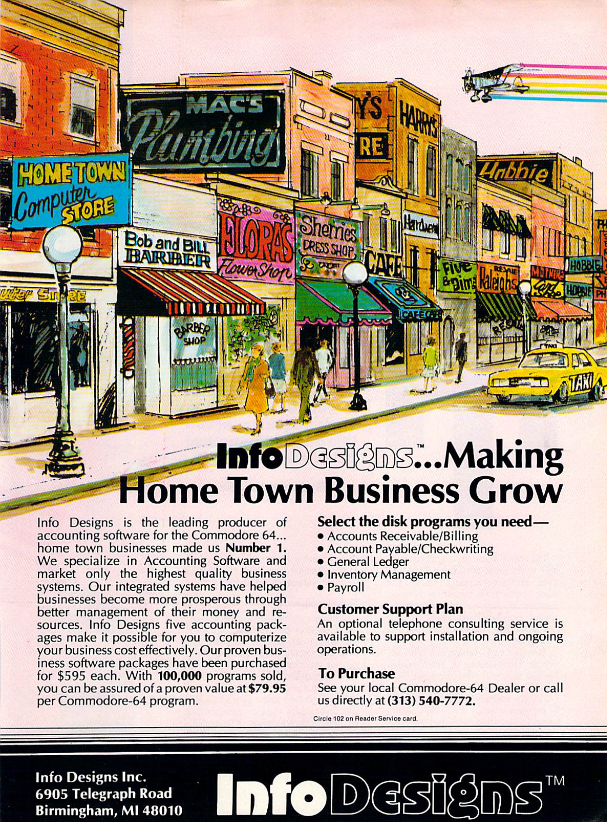 MAC'S
Plumbing
HOME TOWN
Computer
STORE
Bob and Bill
BARBER
FLORA'S
Flower Shop
Sherries
DRESS SHOP
CAFE
Y'S
RE
HARRY'S
Hardware
Five
& Dime
Raleighs
Hobbie
HOBBIE
BARBER
SHOP
TAXI
TAXI
InfoDesigns™...Making
Home Town Business Grow
Info Designs is the leading producer of
accounting software for the Commodore 64...
home town businesses made us Number 1.
We specialize in Accounting Software and
market only the highest quality business
systems. Our integrated systems have helped
businesses become more prosperous through
better management of their money and re-
sources. Info Designs five accounting pack-
ages make it possible for you to computerize
your business cost effectively. Our proven bus-
iness software packages have been purchased
for $595 each. With 100,000 programs sold,
you can be assured of a proven value at $79.95
per Commodore-64 program.
Select the disk programs you need—
• Accounts Receivable/Billing
• Account Payable/Checkwriting
• General Ledger
• Inventory Management
• Payroll
Customer Support Plan
An optional telephone consulting service is
available to support installation and ongoing
operations.
To Purchase
See your local Commodore-64 Dealer or call
us directly at (313) 540-7772.
Circle 102 on Reader Service card.
Info Designs Inc.
6905 Telegraph Road
Birmingham, MI 48010
InfoDesigns™